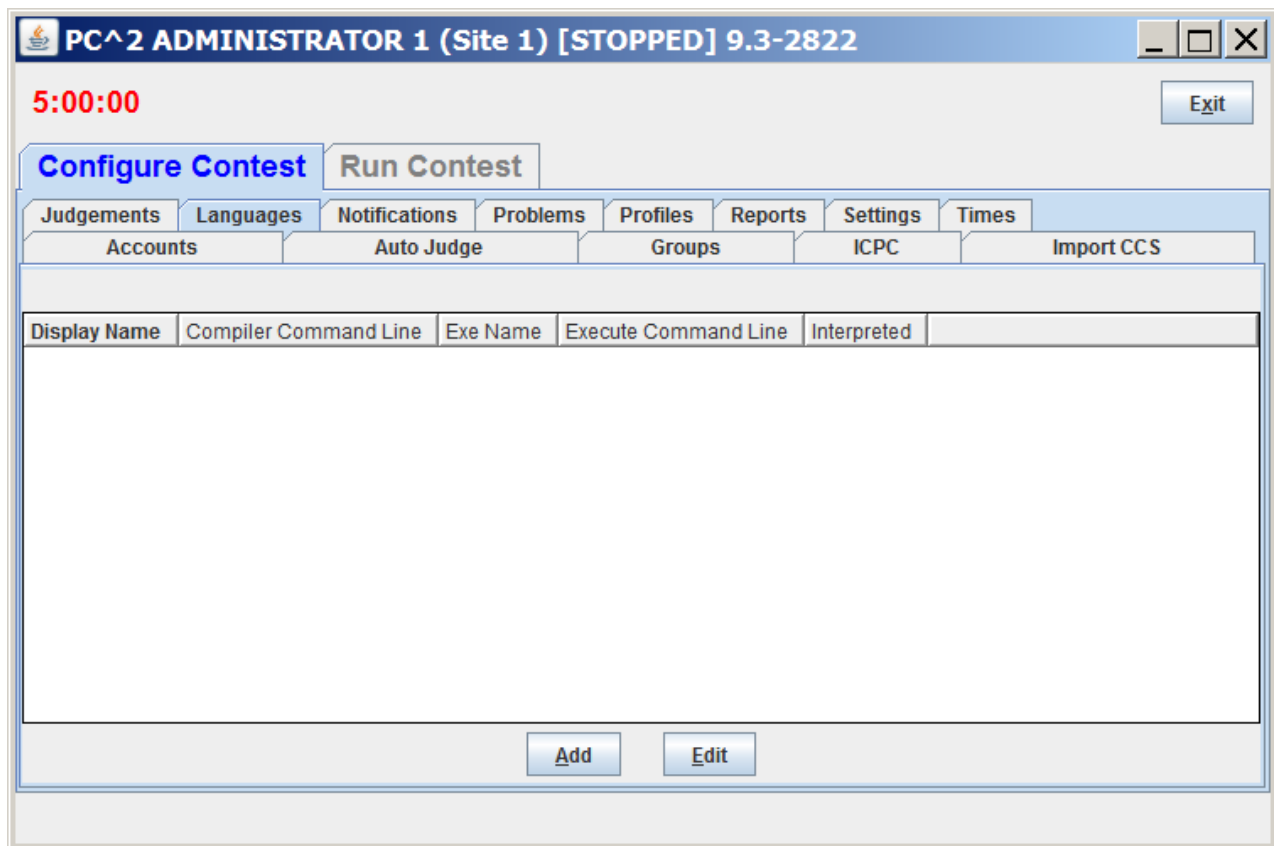 PC^2 ADMINISTRATOR 1 (Site 1) [STOPPED] 9.3-2822
5:00:00 Exit
Configure Contest Run Contest
Judgements Languages Notifications Problems Profiles Reports Settings Times
Accounts Auto Judge Groups ICPC Import CCS
Display Name Compiler Command Line Exe Name Execute Command Line Interpreted
Add Edit